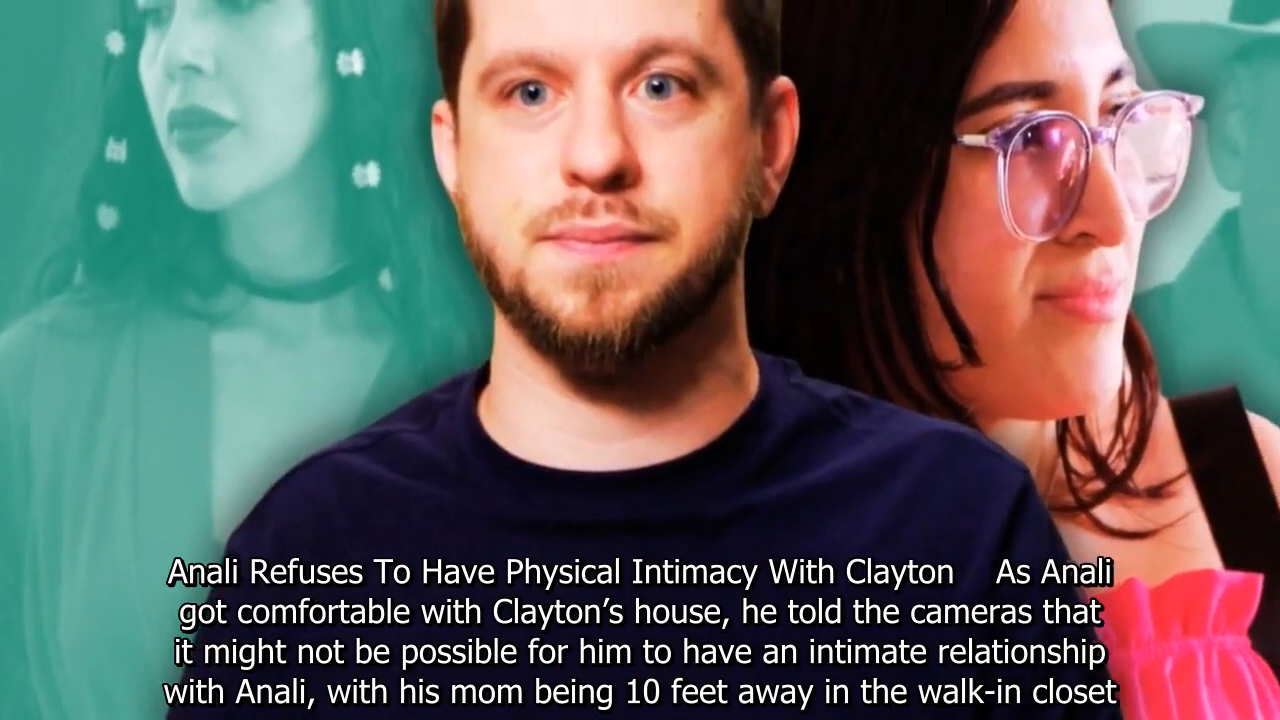 Anali Refuses To Have Physical Intimacy With Clayton    As Anali
got comfortable with Clayton’s house, he told the cameras that
it might not be possible for him to have an intimate relationship
with Anali, with his mom being 10 feet away in the walk-in closet